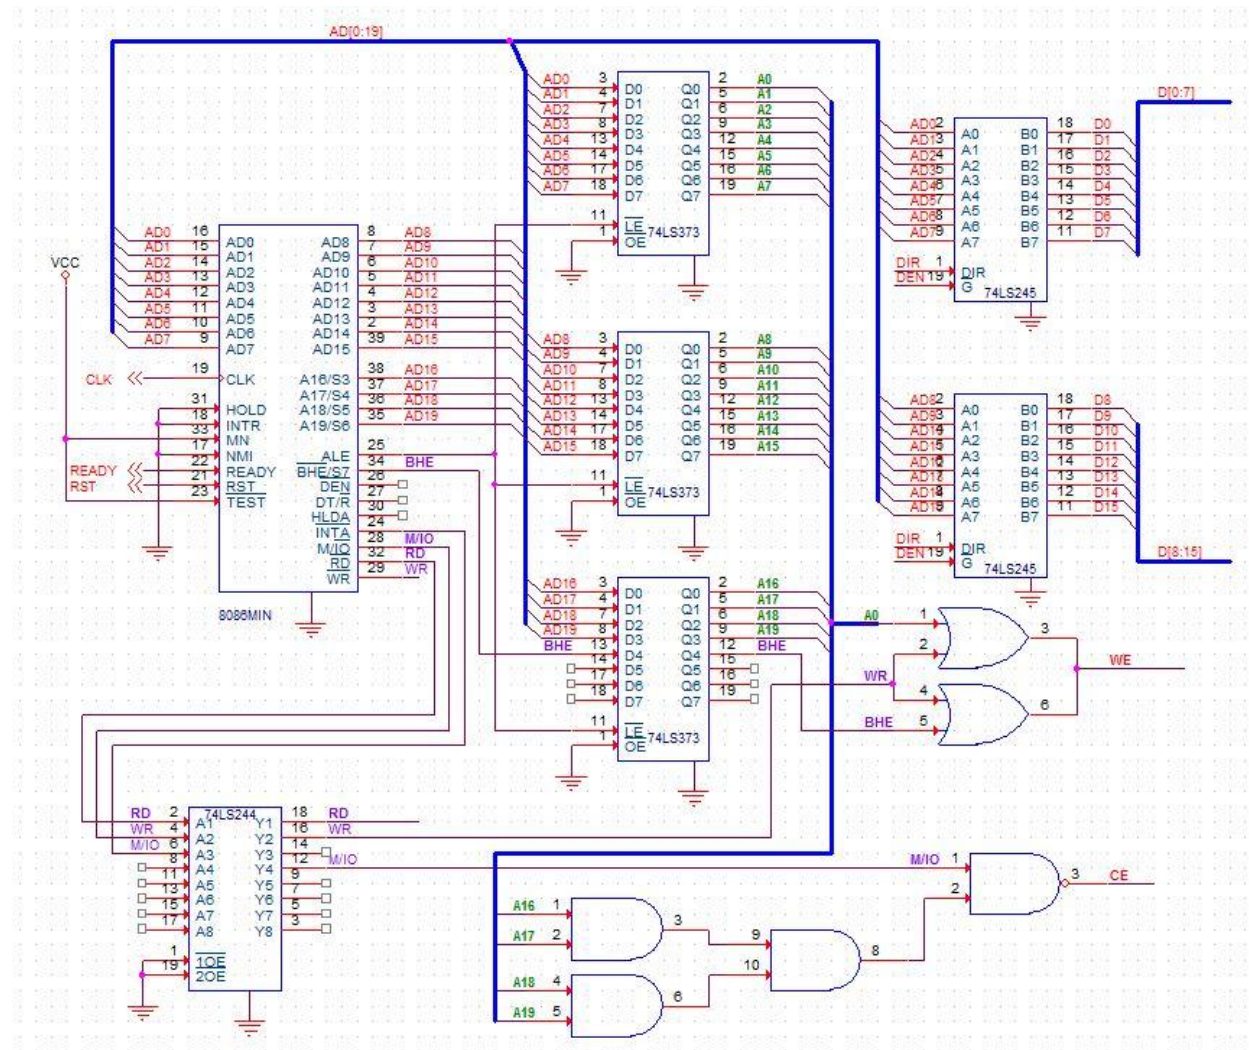 AD[0:19]
D[0:7]
AD0 3 D0 Q0 2 A0
AD1 4 D1 Q1 5 A1
AD2 7 D2 Q2 6 A2
AD3 8 D3 Q3 9 A3
AD4 13 D4 Q4 12 A4
AD5 14 D5 Q5 15 A5
AD6 17 D6 Q6 16 A6
AD7 18 D7 Q7 19 A7
11 LE
1 OE
74LS373
AD0 2 A0 B0 18 D0
AD1 3 A1 B1 17 D1
AD2 4 A2 B2 16 D2
AD3 5 A3 B3 15 D3
AD4 6 A4 B4 14 D4
AD5 7 A5 B5 13 D5
AD6 8 A6 B6 12 D6
AD7 9 A7 B7 11 D7
DIR 1 DIR
DEN 19 G
74LS245
VCC
AD0 16 AD0 AD8 8 AD8
AD1 15 AD1 AD9 7 AD9
AD2 14 AD2 AD10 6 AD10
AD3 13 AD3 AD11 5 AD11
AD4 12 AD4 AD12 4 AD12
AD5 11 AD5 AD13 3 AD13
AD6 10 AD6 AD14 2 AD14
AD7 9 AD7 AD15 39 AD15
CLK 19 CLK A16/S3 38 AD16
A17/S4 37 AD17
31 HOLD A18/S5 36 AD18
18 INTR A19/S6 35 AD19
33 MN
17 NMI ALE 25
READY 22 READY BHE/S7 34 BHE
RST 21 RST DEN 26
23 TEST DT/R 27
HLDA 30
INTA 24
M/IO 28 M/IO
RD 32 RD
WR 29 WR
8086MIN
AD8 3 D0 Q0 2 A8
AD9 4 D1 Q1 5 A9
AD10 7 D2 Q2 6 A10
AD11 8 D3 Q3 9 A11
AD12 13 D4 Q4 12 A12
AD13 14 D5 Q5 15 A13
AD14 17 D6 Q6 16 A14
AD15 18 D7 Q7 19 A15
11 LE
1 OE
74LS373
AD8 A0 B0 18 D8
AD9 A1 B1 17 D9
A2 B2 16 D10
A3 B3 15 D11
A4 B4 14 D12
A5 B5 13 D13
A6 B6 12 D14
A7 B7 11 D15
DIR 1 DIR
DEN 19 G
74LS245
D[8:15]
AD16 3 D0 Q0 2 A16
AD17 4 D1 Q1 5 A17
AD18 7 D2 Q2 6 A18
AD19 8 D3 Q3 9 A19
BHE 13 D4 Q4 12 BHE
14 D5 Q5 15
17 D6 Q6 16
18 D7 Q7 19
11 LE
1 OE
74LS373
A0 1
2
3
WE
WR 4
BHE 5
6
74LS244
RD 2 A1 Y1 18 RD
WR 4 A2 Y2 16 WR
M/IO 6 A3 Y3 14
8 A4 Y4 12 M/IO
11 A5 Y5 9
13 A6 Y6 7
15 A7 Y7 5
17 A8 Y8 3
1 1OE
19 2OE
M/IO 1
2
3 CE
A16 1
A17 2
3
9
10
8
A18 4
A19 5
6